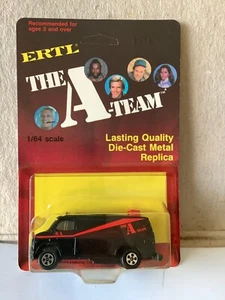 Recommended for
ages 3 and over
ERTL
THE A-TEAM
1/64 scale
Lasting Quality
Die-Cast Metal
Replica